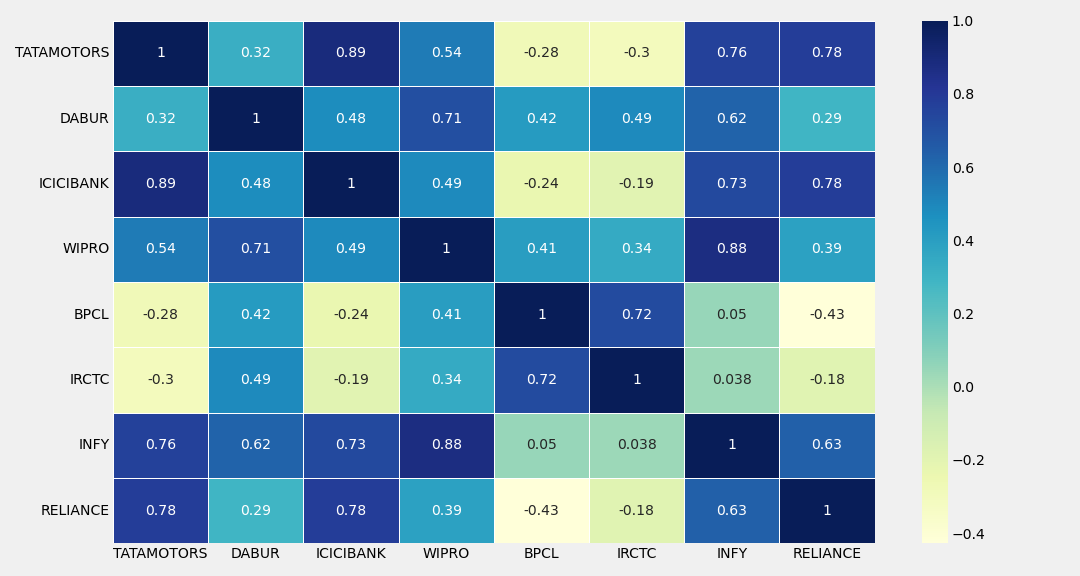 TATAMOTORS 1 0.32 0.89 0.54 -0.28 -0.3 0.76 0.78
DABUR 0.32 1 0.48 0.71 0.42 0.49 0.62 0.29
ICICIBANK 0.89 0.48 1 0.49 -0.24 -0.19 0.73 0.78
WIPRO 0.54 0.71 0.49 1 0.41 0.34 0.88 0.39
BPCL -0.28 0.42 -0.24 0.41 1 0.72 0.05 -0.43
IRCTC -0.3 0.49 -0.19 0.34 0.72 1 0.038 -0.18
INFY 0.76 0.62 0.73 0.88 0.05 0.038 1 0.63
RELIANCE 0.78 0.29 0.78 0.39 -0.43 -0.18 0.63 1
TATAMOTORS DABUR ICICIBANK WIPRO BPCL IRCTC INFY RELIANCE
1.0
0.8
0.6
0.4
0.2
0.0
−0.2
−0.4